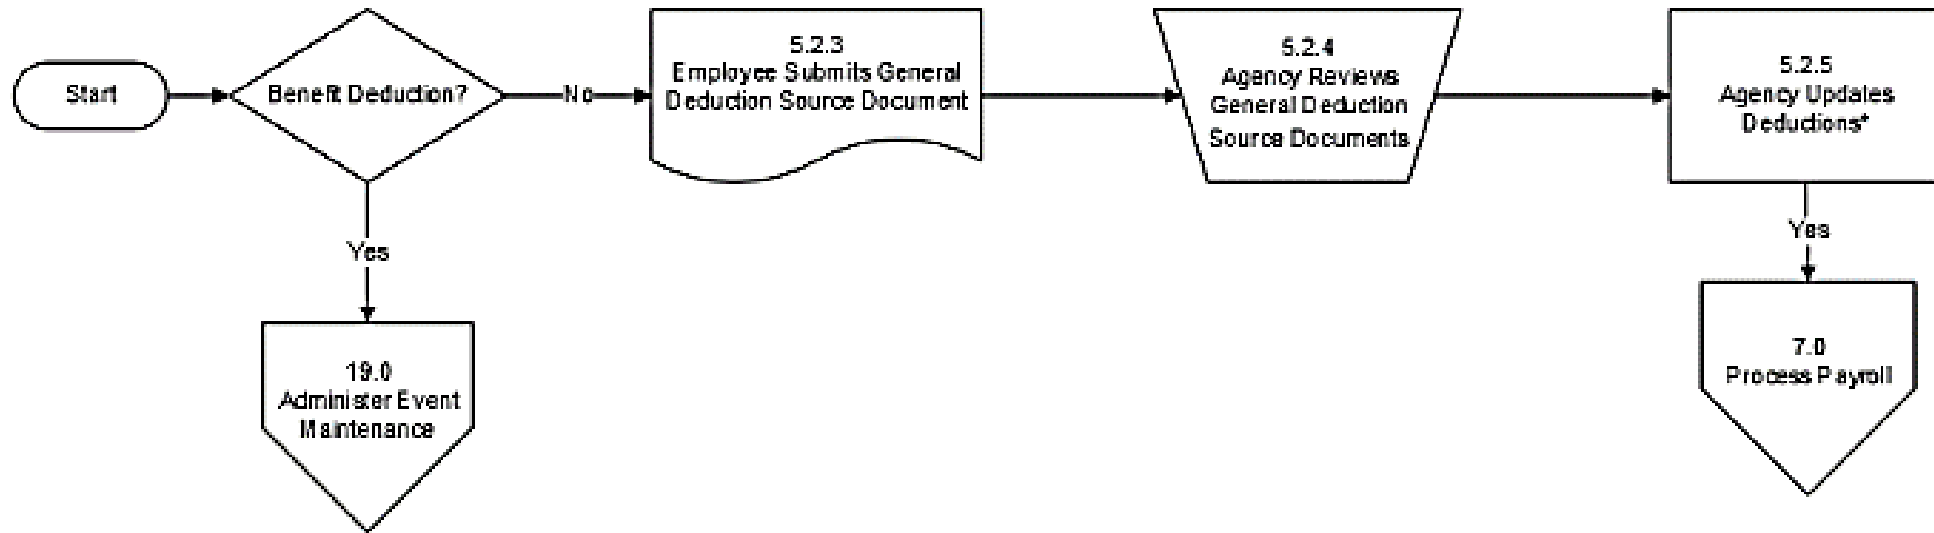 Start
Benefit Deduction?
No
5.2.3
Employee Submits General
Deduction Source Document
5.2.4
Agency Reviews
General Deduction
Source Documents
5.2.5
Agency Updates
Deductions*
Yes
Yes
19.0
Administer Event
Maintenance
7.0
Process Payroll